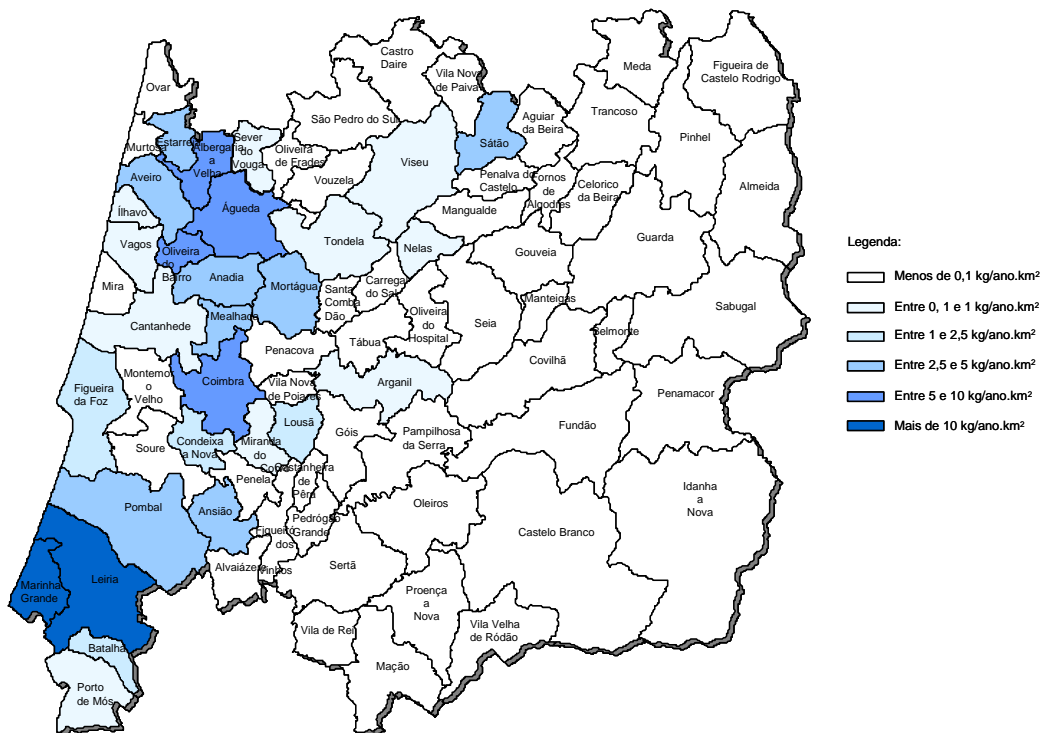 Castro
Daire
Meda
Figueira de
Castelo Rodrigo
Vila Nova
de Paiva
Ovar
Trancoso
Aguiar
da Beira
São Pedro do Sul
Pinhel
Murtosa
Estarreja
Albergaria
a
Velha
Sever
do
Vouga
Oliveira
de Frades
Sátão
Viseu
Aveiro
Vouzela
Penalva do
Castelo
Fornos
de
Algodres
Celorico
da Beira
Almeida
Ílhavo
Águeda
Mangualde
Vagos
Oliveira
do
Bairro
Tondela
Nelas
Gouveia
Guarda
Mira
Anadia
Mortágua
Santa
Comba
Dão
Carregal
do Sal
Manteigas
Sabugal
Cantanhede
Mealhada
Oliveira
do
Hospital
Seia
Belmonte
Penacova
Tábua
Covilhã
Figueira
da Foz
Montemor
o
Velho
Coimbra
Vila Nova
de Poiares
Arganil
Penamacor
Lousã
Fundão
Soure
Condeixa
a Nova
Miranda
do
Corvo
Góis
Pampilhosa
da Serra
Castanheira
de
Pêra
Penela
Idanha
a
Nova
Pombal
Ansião
Oleiros
Pedrógão
Grande
Castelo Branco
Figueiró
dos
Vinhos
Alvaiázere
Sertã
Leiria
Marinha
Grande
Proença
a
Nova
Vila de Rei
Vila Velha
de Ródão
Batalha
Mação
Porto
de Mós
Legenda:
Menos de 0,1 kg/ano.km²
Entre 0, 1 e 1 kg/ano.km²
Entre 1 e 2,5 kg/ano.km²
Entre 2,5 e 5 kg/ano.km²
Entre 5 e 10 kg/ano.km²
Mais de 10 kg/ano.km²